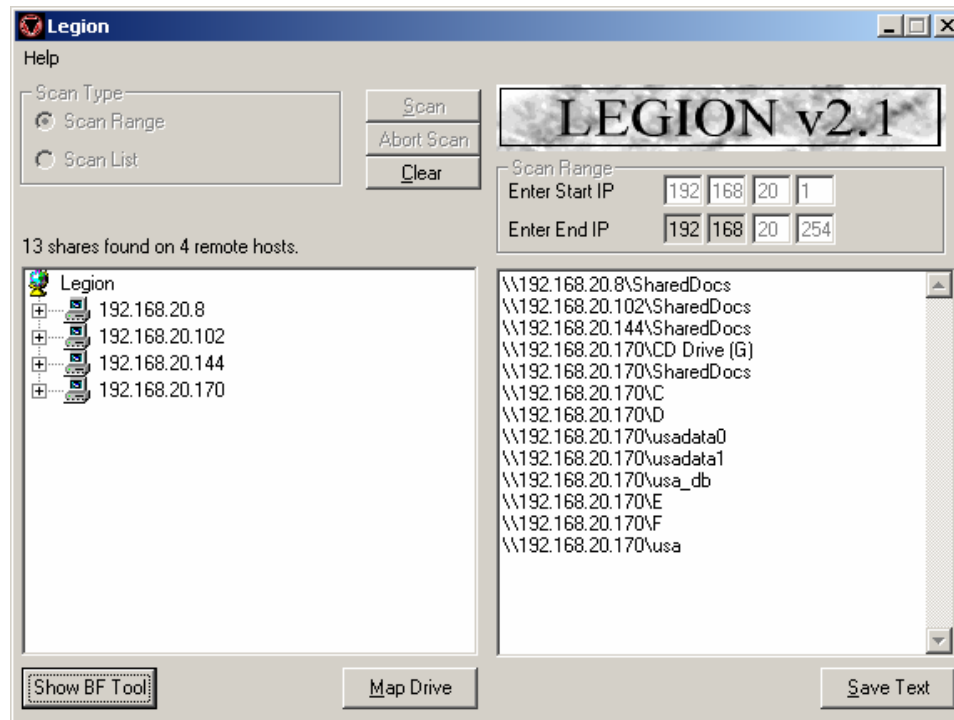 Legion
Help
Scan Type
Scan Range
Scan List
Scan
Abort Scan
Clear
LEGION v2.1
Scan Range
Enter Start IP 192 168 20 1
Enter End IP 192 168 20 254
13 shares found on 4 remote hosts.
Legion
192.168.20.8
192.168.20.102
192.168.20.144
192.168.20.170
\\192.168.20.8\SharedDocs
\\192.168.20.102\SharedDocs
\\192.168.20.144\SharedDocs
\\192.168.20.170\CD Drive (G)
\\192.168.20.170\SharedDocs
\\192.168.20.170\C
\\192.168.20.170\D
\\192.168.20.170\usadata0
\\192.168.20.170\usadata1
\\192.168.20.170\usa_db
\\192.168.20.170\E
\\192.168.20.170\F
\\192.168.20.170\usa
Show BF Tool
Map Drive
Save Text